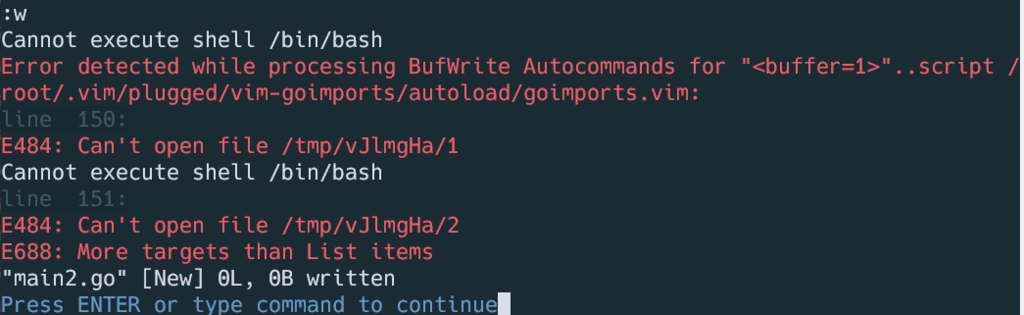 :w
Cannot execute shell /bin/bash
Error detected while processing BufWrite Autocommands for "<buffer=1>"..script /
root/.vim/plugged/vim-goimports/autoload/goimports.vim:
line  150:
E484: Can't open file /tmp/vJlmgHa/1
Cannot execute shell /bin/bash
line  151:
E484: Can't open file /tmp/vJlmgHa/2
E688: More targets than List items
"main2.go" [New] 0L, 0B written
Press ENTER or type command to continue